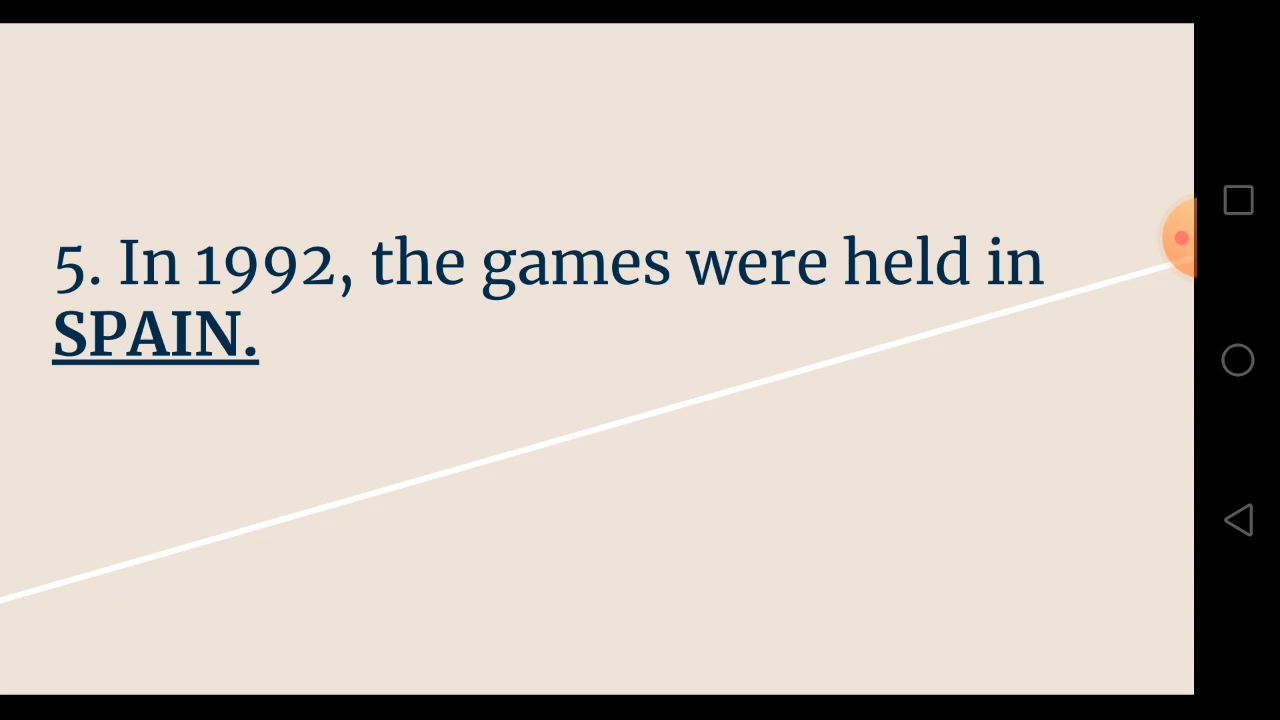 5. In 1992, the games were held in
SPAIN.